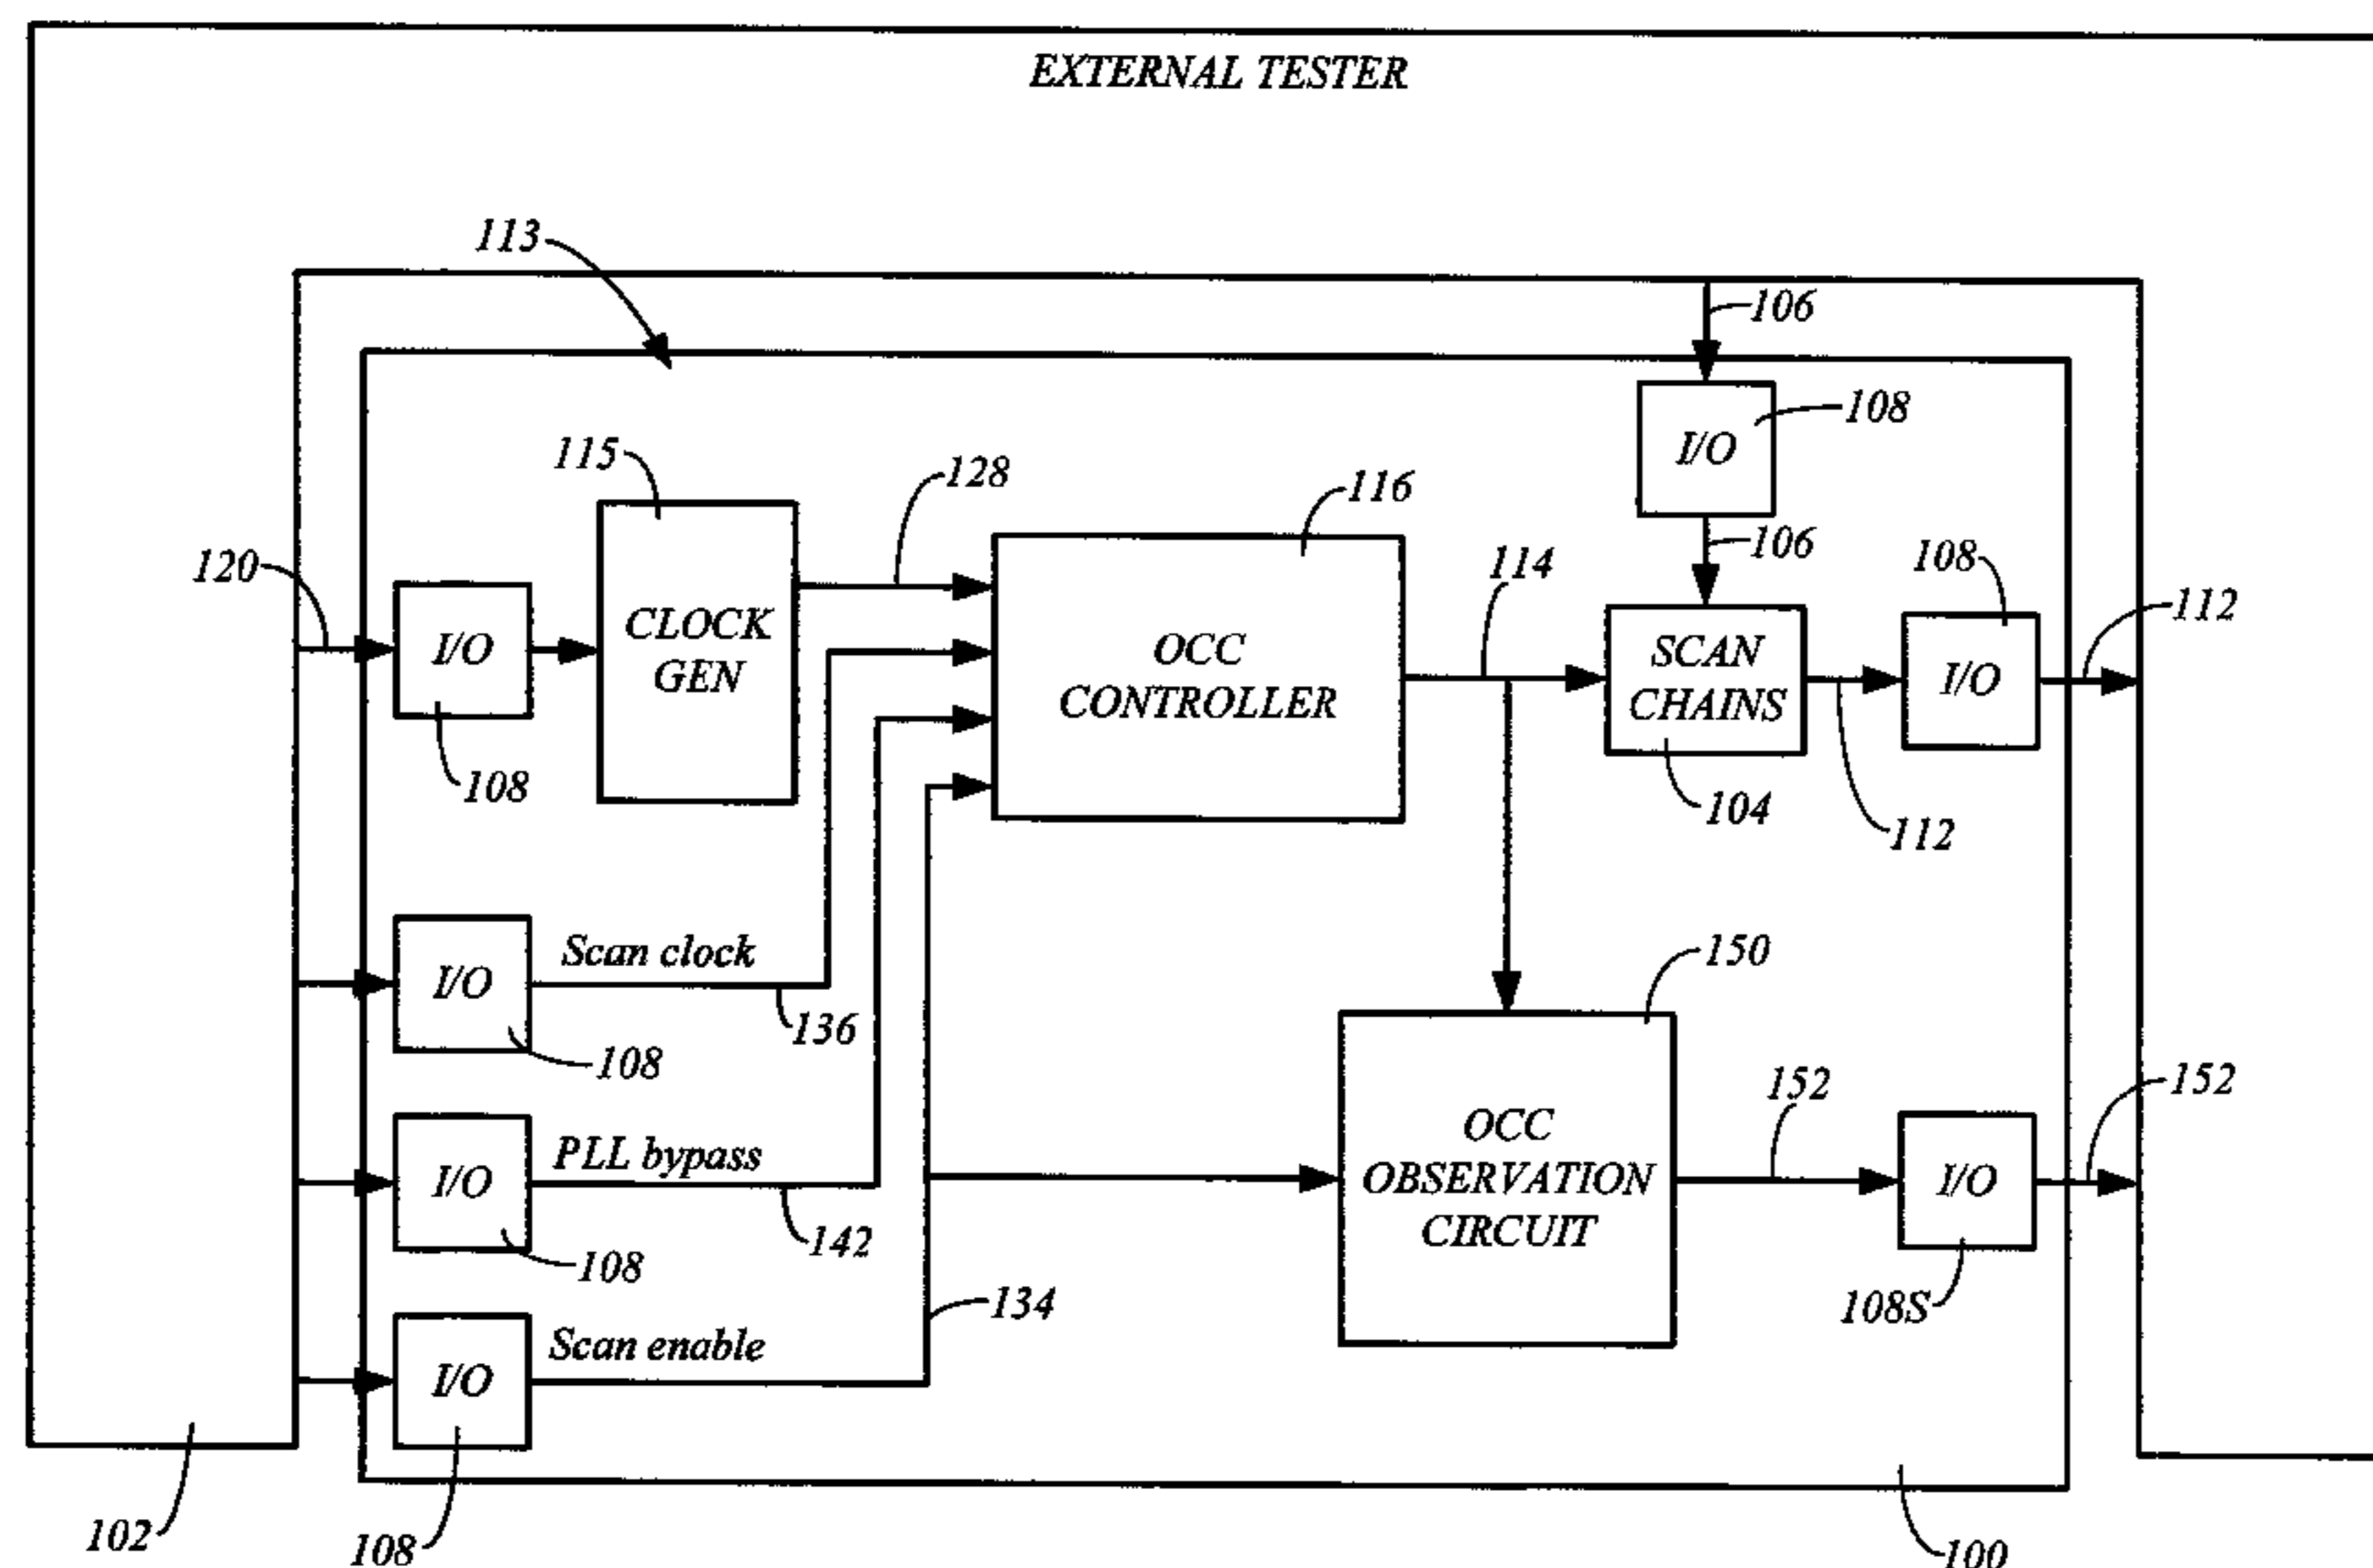 EXTERNAL TESTER
113
106
108
I/O
115
128
116
106
120
114
108
112
I/O
CLOCK
GEN
OCC
CONTROLLER
SCAN
CHAINS
I/O
108
104
112
Scan clock
I/O
136
108
150
152
152
PLL bypass
I/O
142
108
OCC
OBSERVATION
CIRCUIT
I/O
134
108S
Scan enable
I/O
102
108
100